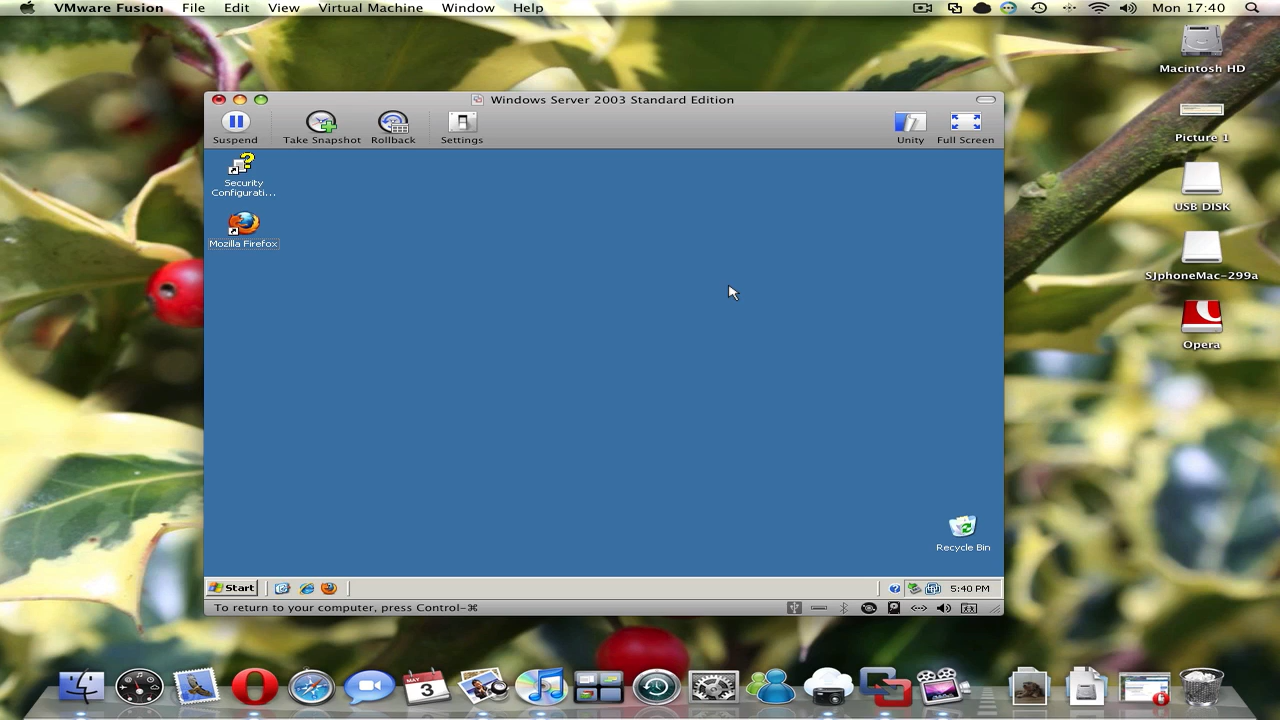 VMware Fusion File Edit View Virtual Machine Window Help Mon 17:40
Macintosh HD
Picture 1
USB DISK
SJphoneMac-299a
Opera
Windows Server 2003 Standard Edition
Suspend Take Snapshot Rollback Settings Unity Full Screen
Security
Configurati...
Mozilla Firefox
Recycle Bin
Start 5:40 PM
To return to your computer, press Control-⌘
MAY
3